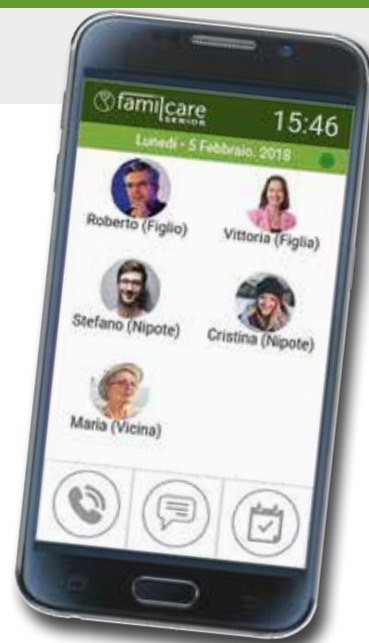 famil|care
SENIOR
15:46
Lunedì - 5 Febbraio, 2018
Roberto (Figlio)
Vittoria (Figlia)
Stefano (Nipote)
Cristina (Nipote)
Maria (Vicina)